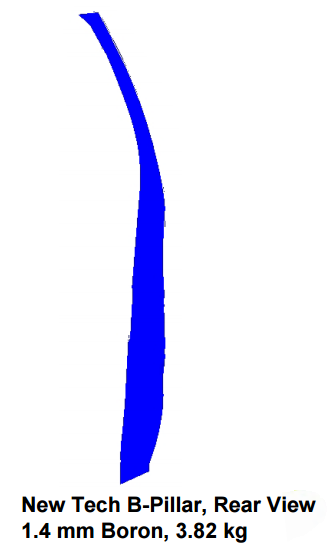 New Tech B-Pillar, Rear View
1.4 mm Boron, 3.82 kg